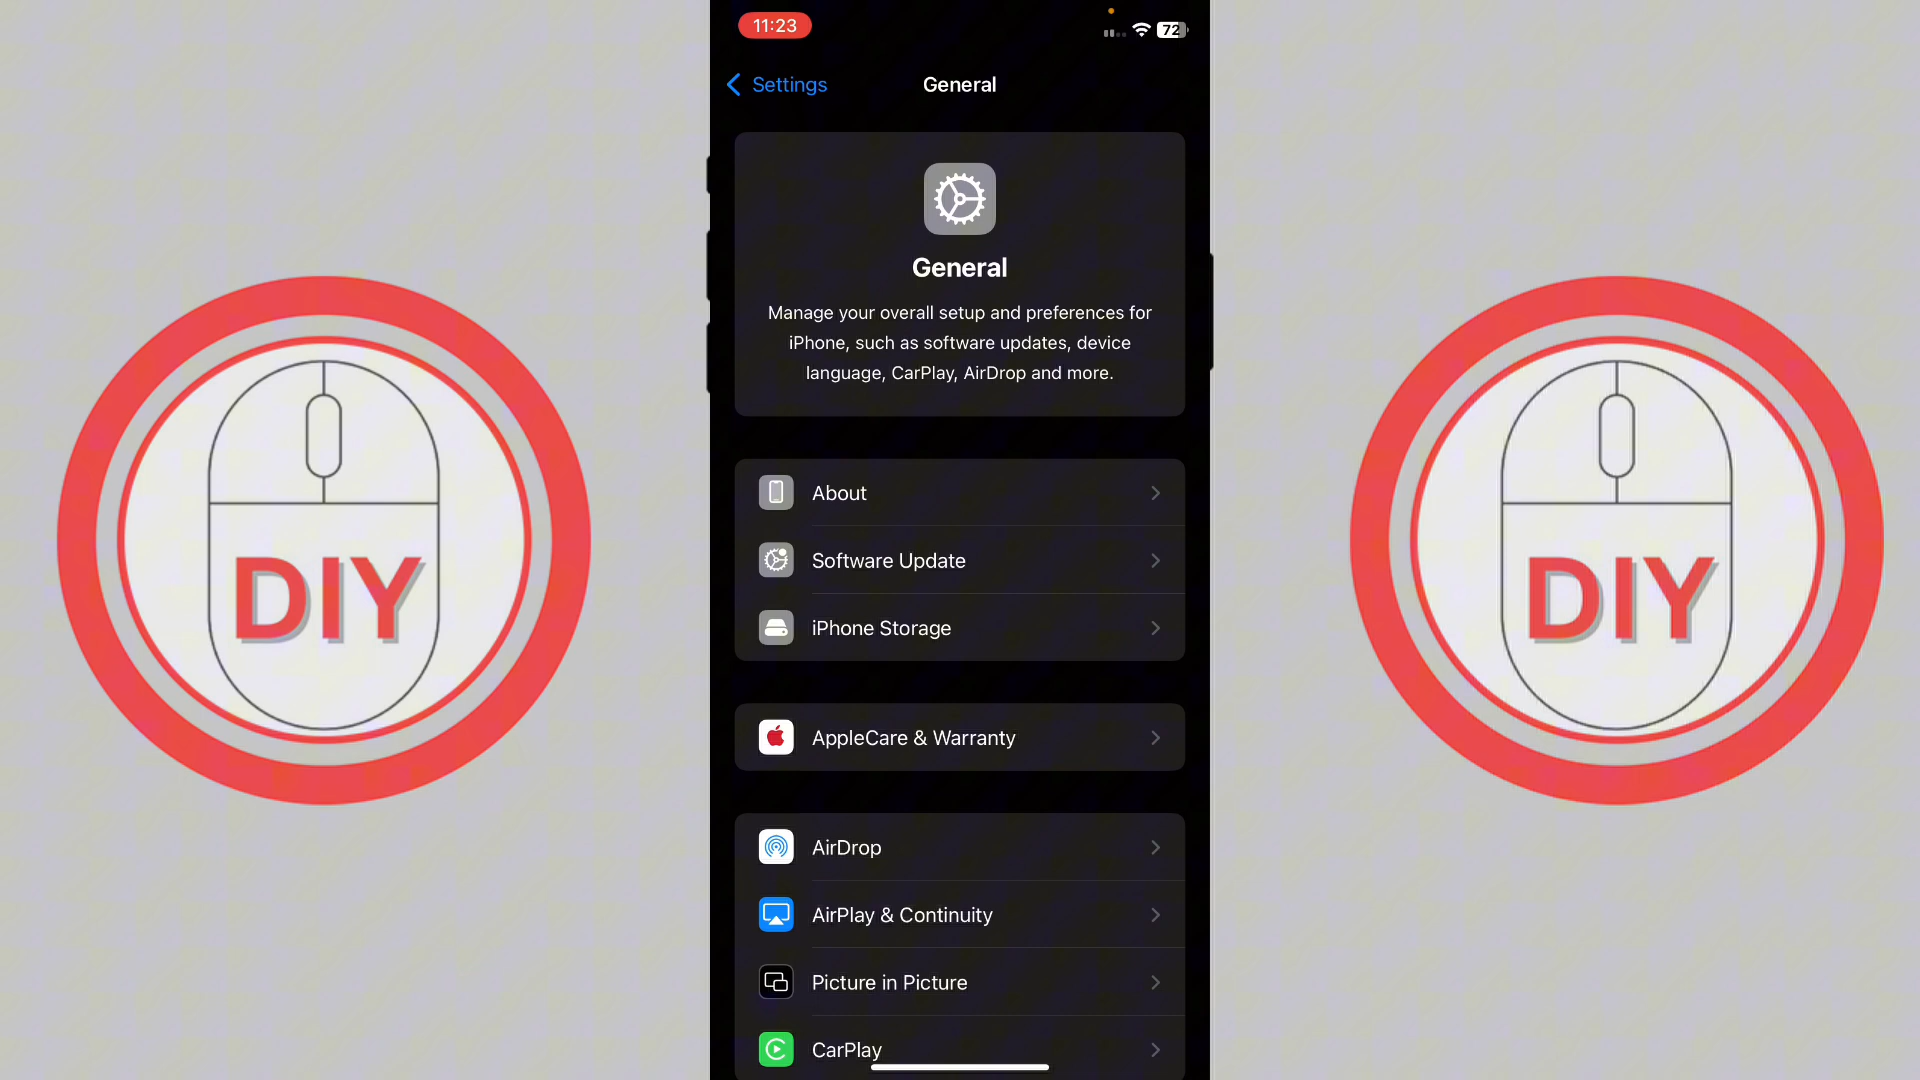 11:23
72
Settings
General
General
Manage your overall setup and preferences for
iPhone, such as software updates, device
language, CarPlay, AirDrop and more.
About
Software Update
iPhone Storage
AppleCare & Warranty
AirDrop
AirPlay & Continuity
Picture in Picture
CarPlay
DIY
DIY